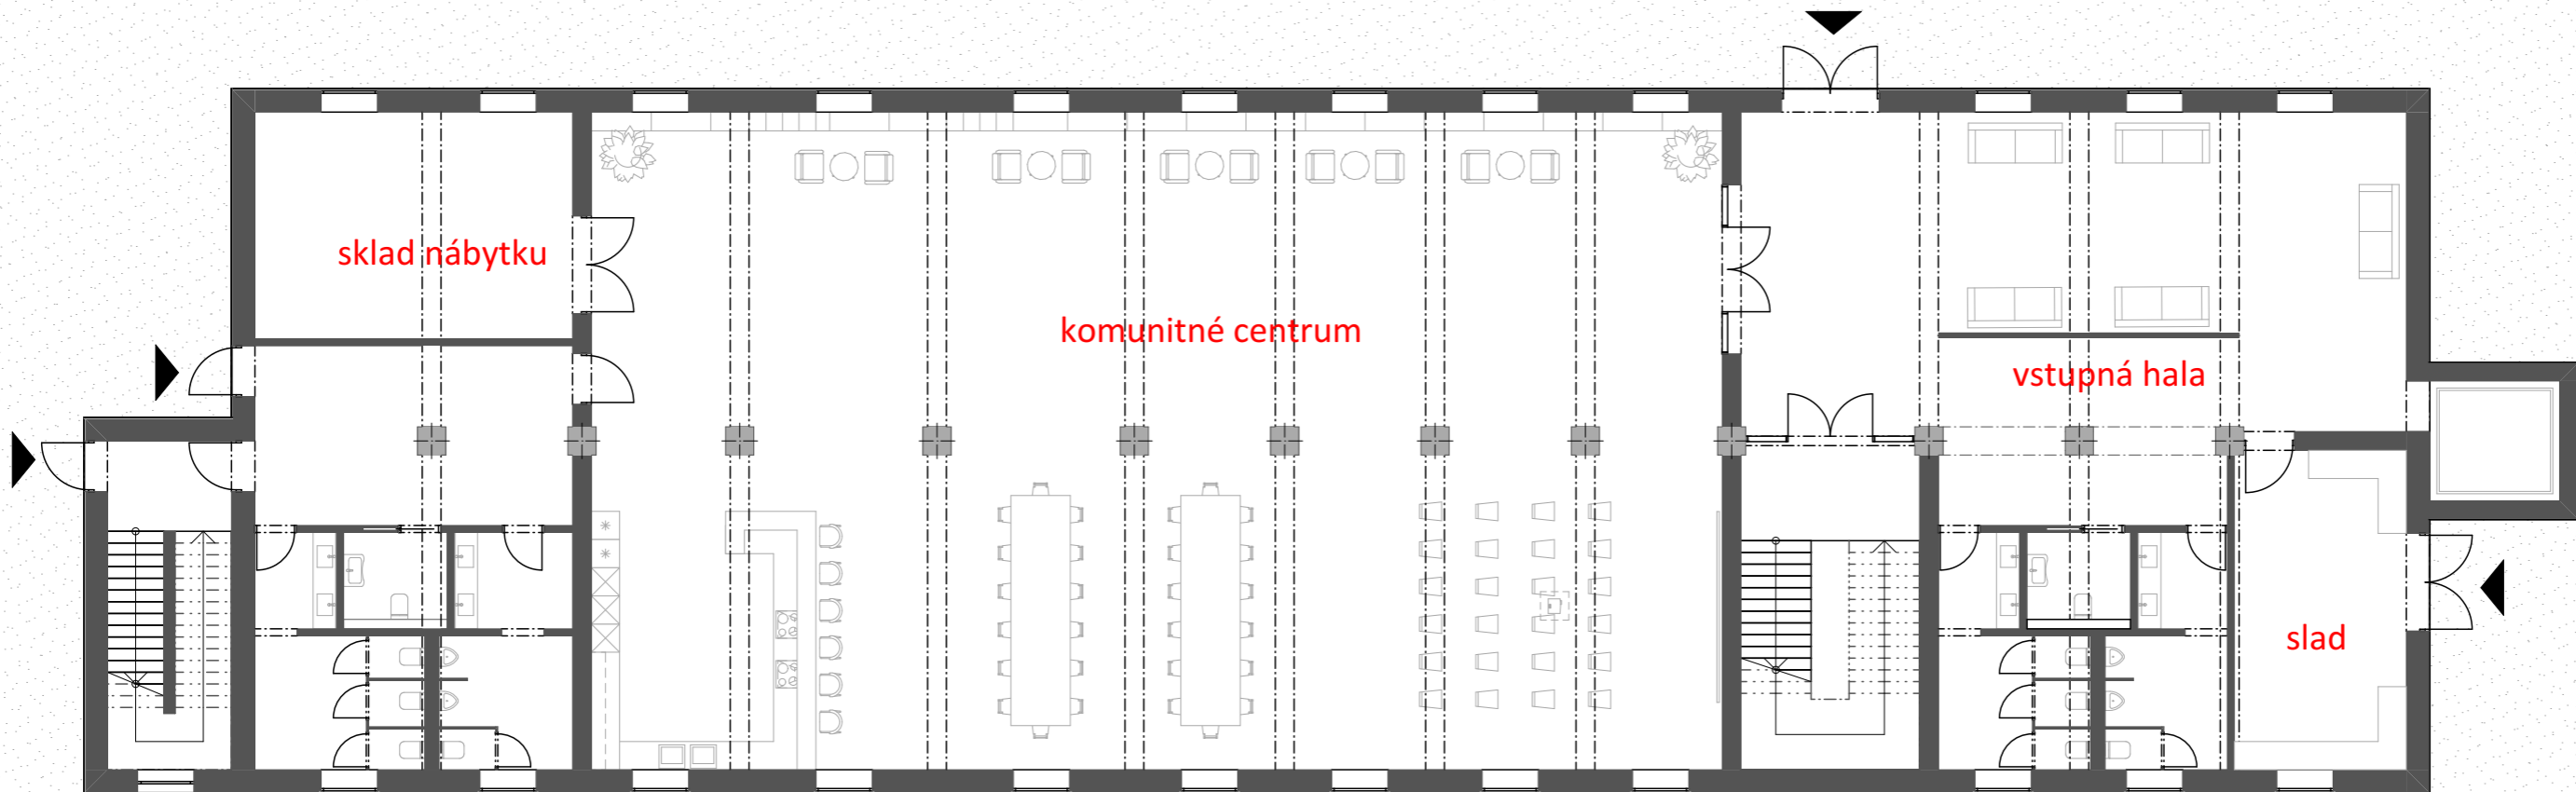 sklad nábytku
komunitné centrum
vstupná hala
slad